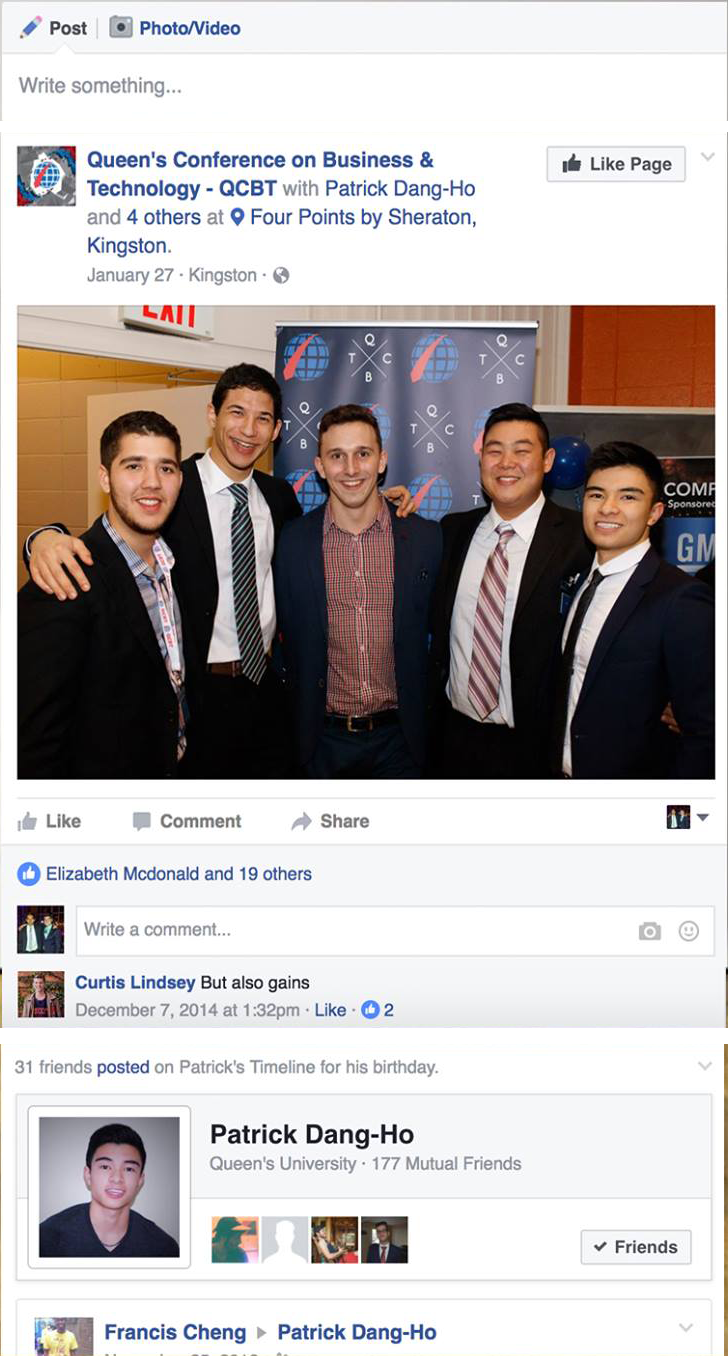 Post
Photo/Video
Write something...
Queen's Conference on Business &
Technology - QCBT with Patrick Dang-Ho
and 4 others at Four Points by Sheraton,
Kingston.
January 27 · Kingston ·
Like Page
EXIT
Q
T C
B
Q
T C
B
Q
T
B
Q
T C
B
T
COMP
Sponsored
GM
Like
Comment
Share
Elizabeth Mcdonald and 19 others
Write a comment...
Curtis Lindsey But also gains
December 7, 2014 at 1:32pm · Like · 2
31 friends posted on Patrick's Timeline for his birthday.
Patrick Dang-Ho
Queen's University · 177 Mutual Friends
Friends
Francis Cheng ▸ Patrick Dang-Ho